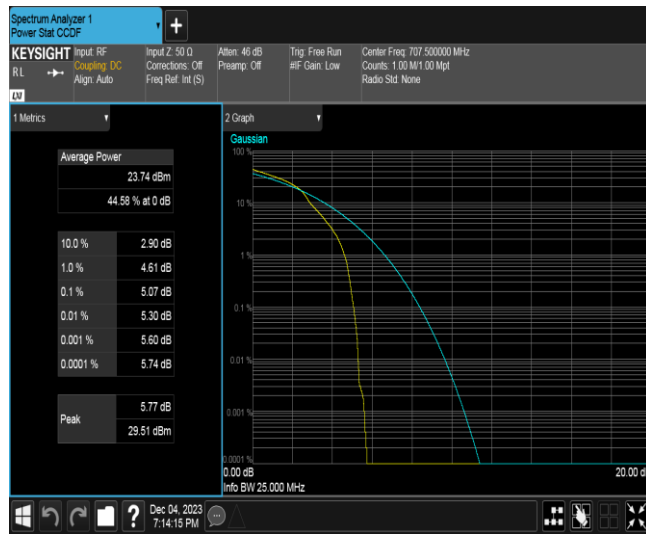 Spectrum Analyzer 1
Power Stat CCDF
KEYSIGHT
RL
LXI
Input: RF
Coupling: DC
Align: Auto
Input Z: 50 Ω
Corrections: Off
Freq Ref: Int (S)
Atten: 46 dB
Preamp: Off
Trig: Free Run
#IF Gain: Low
Center Freq: 707.500000 MHz
Counts: 1.00 M/1.00 Mpt
Radio Std: None
1 Metrics
Average Power
23.74 dBm
44.58 % at 0 dB
10.0 % 2.90 dB
1.0 % 4.61 dB
0.1 % 5.07 dB
0.01 % 5.30 dB
0.001 % 5.60 dB
0.0001 % 5.74 dB
Peak
5.77 dB
29.51 dBm
2 Graph
Gaussian
100 %
10 %
1 %
0.1 %
0.01 %
0.001 %
0.0001 %
0.00 dB
20.00 d
Info BW 25.000 MHz
?
Dec 04, 2023
7:14:15 PM